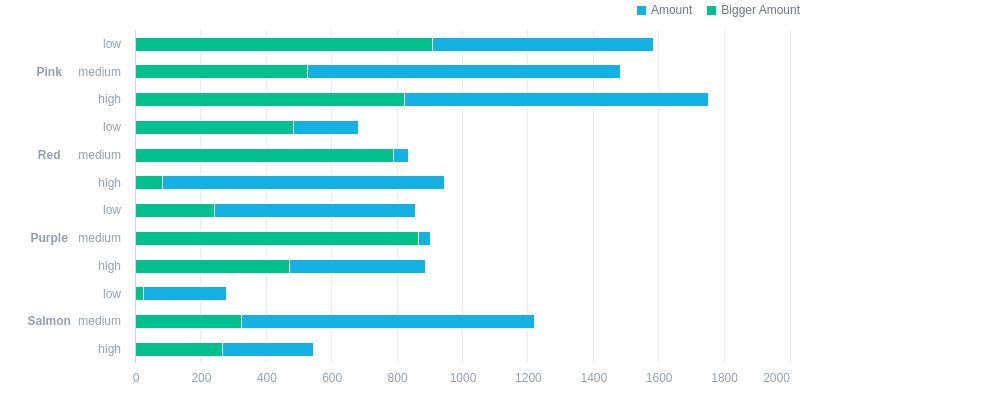 Amount Bigger Amount
low
Pink medium
high
low
Red medium
high
low
Purple medium
high
low
Salmon medium
high
0 200 400 600 800 1000 1200 1400 1600 1800 2000